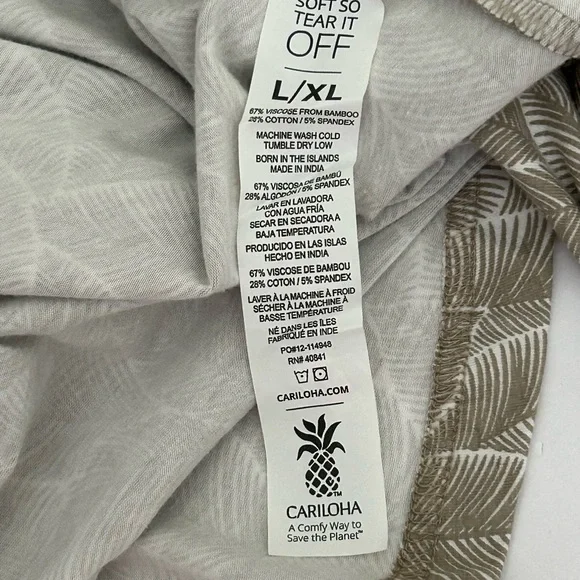 SOFT SO
TEAR IT
OFF
L/XL
67% VISCOSE FROM BAMBOO
28% COTTON / 5% SPANDEX
MACHINE WASH COLD
TUMBLE DRY LOW
BORN IN THE ISLANDS
MADE IN INDIA
67% VISCOSA DE BAMBÚ
28% ALGODON / 5% SPANDEX
LAVAR EN LAVADORA
CON AGUA FRÍA
SECAR EN SECADORA A
BAJA TEMPERATURA
PRODUCIDO EN LAS ISLAS
HECHO EN INDIA
67% VISCOSE DE BAMBOU
28% COTON / 5% SPANDEX
LAVER À LA MACHINE À FROID
SÉCHER À LA MACHINE À
BASSE TEMPÉRATURE
NÉ DANS LES ÎLES
FABRIQUÉ EN INDE
PO#12-114948
RN# 40841
CARILOHA.COM
TM
CARILOHA
A Comfy Way to
Save the Planet™